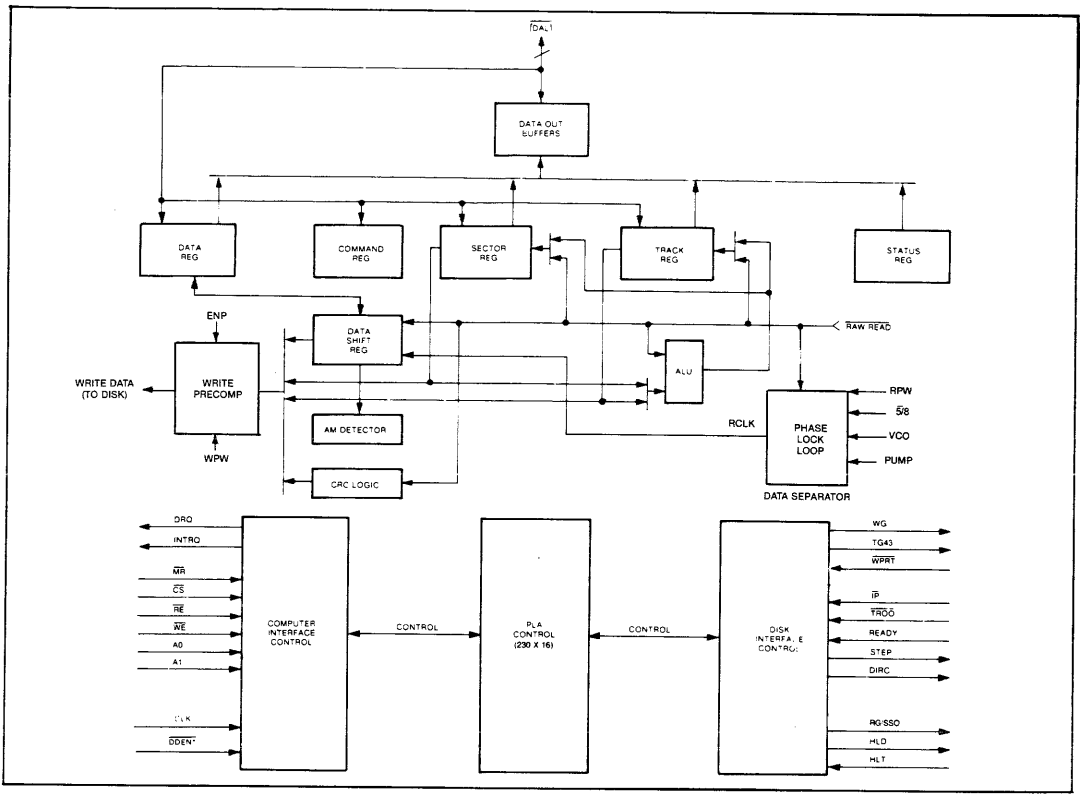 (DAL)
DATA OUT
BUFFERS
DATA
REG
COMMAND
REG
SECTOR
REG
TRACK
REG
STATUS
REG
ENP
DATA
SHIFT
REG
RAW READ
ALU
WRITE DATA
(TO DISK)
WRITE
PRECOMP
RPW
5/8
RCLK
PHASE
LOCK
LOOP
VCO
AM DETECTOR
WPW
PUMP
CRC LOGIC
DATA SEPARATOR
DRQ
INTRQ
MR
CS
RE
WE
A0
A1
CLK
DDEN
COMPUTER
INTERFACE
CONTROL
CONTROL
PLA
CONTROL
(230 X 16)
CONTROL
DISK
INTERFACE
CONTROL
WG
TG43
WPRT
IP
TR00
READY
STEP
DIRC
RG/SSO
HLD
HLT